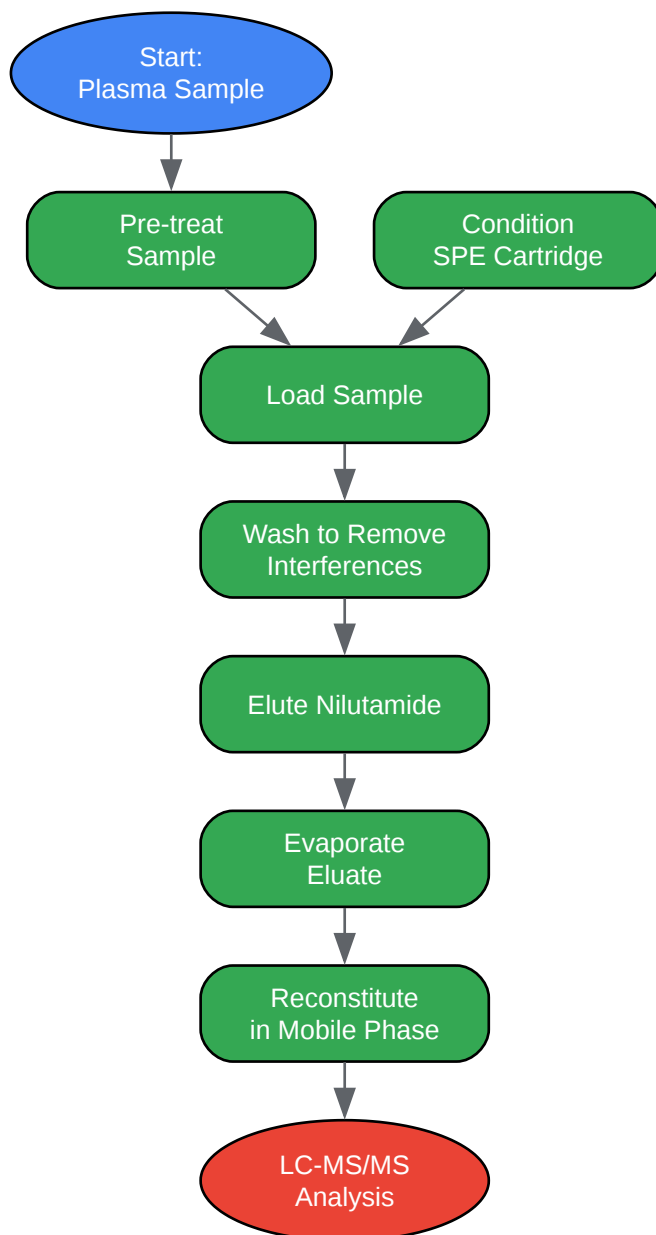 Start:
Plasma Sample
Pre-treat
Sample
Condition
SPE Cartridge
Load Sample
Wash to Remove
Interferences
Elute Nilutamide
Evaporate
Eluate
Reconstitute
in Mobile Phase
LC-MS/MS
Analysis